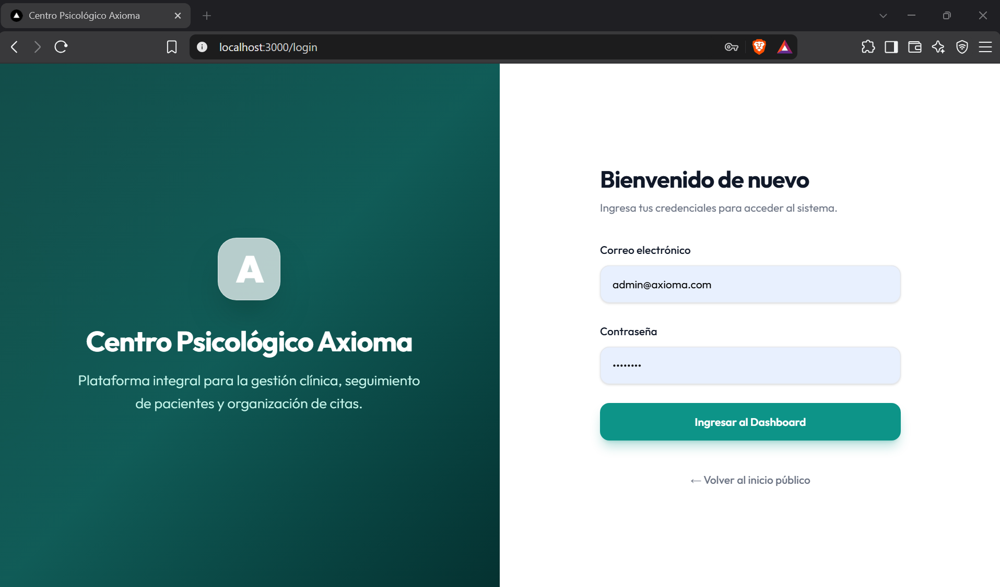 Centro Psicológico Axioma
localhost:3000/login
A
Centro Psicológico Axioma
Plataforma integral para la gestión clínica, seguimiento
de pacientes y organización de citas.
Bienvenido de nuevo
Ingresa tus credenciales para acceder al sistema.
Correo electrónico
admin@axioma.com
Contraseña
••••••••
Ingresar al Dashboard
← Volver al inicio público